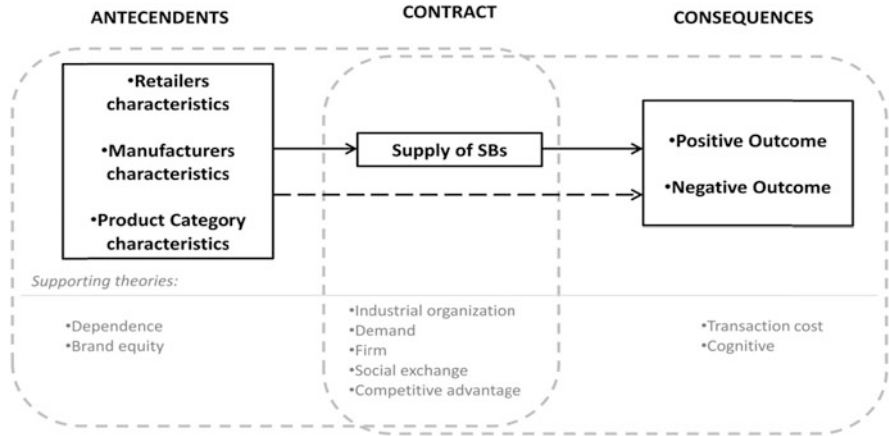 ANTECENDENTS
CONTRACT
CONSEQUENCES
•Retailers
characteristics
•Manufacturers
characteristics
•Product Category
characteristics
Supply of SBs
•Positive Outcome
•Negative Outcome
Supporting theories:
•Dependence
•Brand equity
•Industrial organization
•Demand
•Firm
•Social exchange
•Competitive advantage
•Transaction cost
•Cognitive